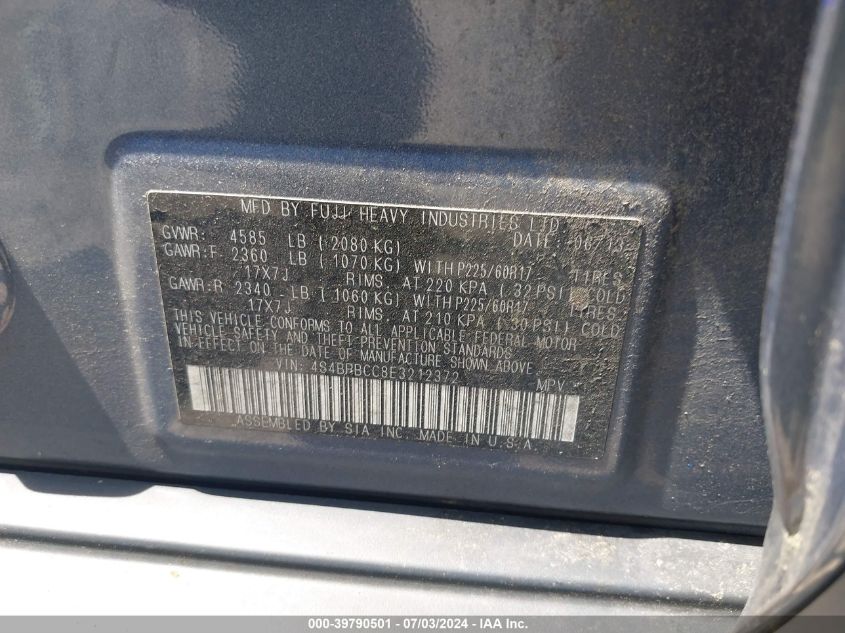 MFD BY FUJI HEAVY INDUSTRIES LTD.
GVWR: 4585 LB (2080 KG) DATE 06/13
GAWR:F 2360 LB (1070 KG) WITH P225/60R17 TIRES
17X7J RIMS. AT 220 KPA (32 PSI) COLD
GAWR:R 2340 LB (1060 KG) WITH P225/60R17 TIRES
17X7J RIMS. AT 210 KPA (30 PSI) COLD
THIS VEHICLE CONFORMS TO ALL APPLICABLE FEDERAL MOTOR
VEHICLE SAFETY AND THEFT PREVENTION STANDARDS
IN EFFECT ON THE DATE OF MANUFACTURE SHOWN ABOVE
VIN: 4S4BRBCC8E3212372 MPV
ASSEMBLED BY SIA INC. MADE IN U.S.A
000-39790501 - 07/03/2024 - IAA Inc.